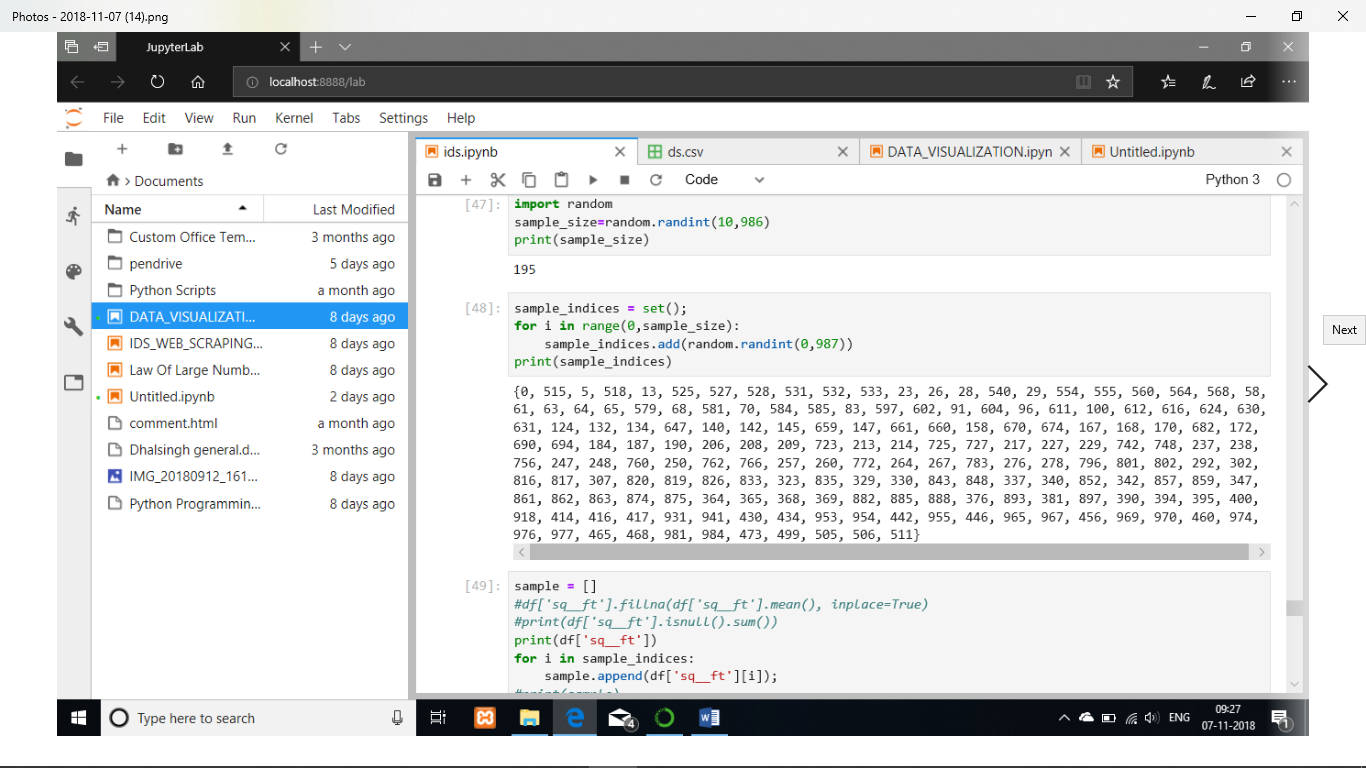 Photos - 2018-11-07 (14).png
JupyterLab
localhost:8888/lab
File Edit View Run Kernel Tabs Settings Help
ids.ipynb
ds.csv
DATA_VISUALIZATION.ipyn
Untitled.ipynb
Code
Python 3
Documents
Name Last Modified
Custom Office Tem... 3 months ago
pendrive 5 days ago
Python Scripts a month ago
DATA_VISUALIZATI... 8 days ago
IDS_WEB_SCRAPING... 8 days ago
Law Of Large Numb... 8 days ago
Untitled.ipynb 2 days ago
comment.html a month ago
Dhalsingh general.d... 3 months ago
IMG_20180912_161... 8 days ago
Python Programmin... 8 days ago
[47]: import random
sample_size=random.randint(10,986)
print(sample_size)
195
[48]: sample_indices = set();
for i in range(0,sample_size):
sample_indices.add(random.randint(0,987))
print(sample_indices)
{0, 515, 5, 518, 13, 525, 527, 528, 531, 532, 533, 23, 26, 28, 540, 29, 554, 555, 560, 564, 568, 58,
61, 63, 64, 65, 579, 68, 581, 70, 584, 585, 83, 597, 602, 91, 604, 96, 611, 100, 612, 616, 624, 630,
631, 124, 132, 134, 647, 140, 142, 145, 659, 147, 661, 660, 158, 670, 674, 167, 168, 170, 682, 172,
690, 694, 184, 187, 190, 206, 208, 209, 723, 213, 214, 725, 727, 217, 227, 229, 742, 748, 237, 238,
756, 247, 248, 760, 250, 762, 766, 257, 260, 772, 264, 267, 783, 276, 278, 796, 801, 802, 292, 302,
816, 817, 307, 820, 819, 826, 833, 323, 835, 329, 330, 843, 848, 337, 340, 852, 342, 857, 859, 347,
861, 862, 863, 874, 875, 364, 365, 368, 369, 882, 885, 888, 376, 893, 381, 897, 390, 394, 395, 400,
918, 414, 416, 417, 931, 941, 430, 434, 953, 954, 442, 955, 446, 965, 967, 456, 969, 970, 460, 974,
976, 977, 465, 468, 981, 984, 473, 499, 505, 506, 511}
[49]: sample = []
#df['sq__ft'].fillna(df['sq__ft'].mean(), inplace=True)
#print(df['sq__ft'].isnull().sum())
print(df['sq__ft'])
for i in sample_indices:
sample.append(df['sq__ft'][i]);
Next
Type here to search
4
ENG
09:27
07-11-2018
1